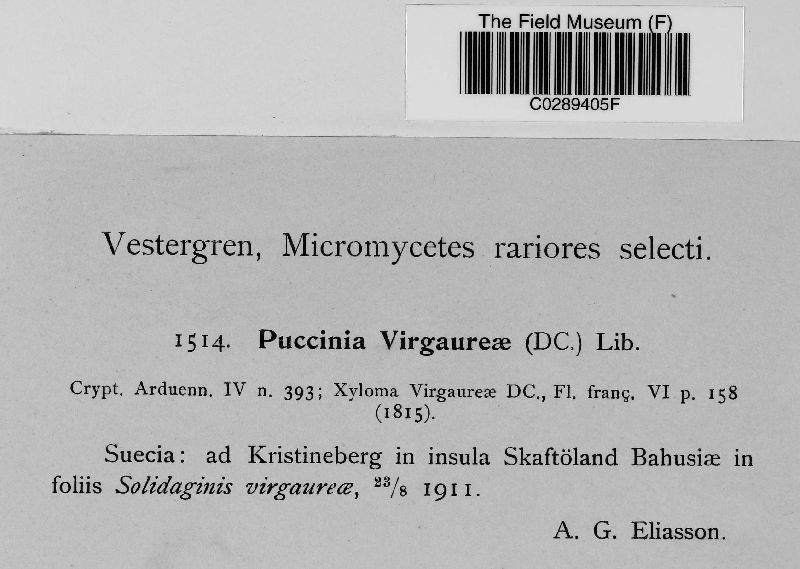 The Field Museum (F)
C0289405F
Vestergren, Micromycetes rariores selecti.
1514. Puccinia Virgaureæ (DC.) Lib.
Crypt. Arduenn. IV n. 393; Xyloma Virgaureæ DC., Fl. franç. VI p. 158
(1815).
Suecia: ad Kristineberg in insula Skaftöland Bahusiæ in
foliis Solidaginis virgaureæ, 23/8 1911.
A. G. Eliasson.